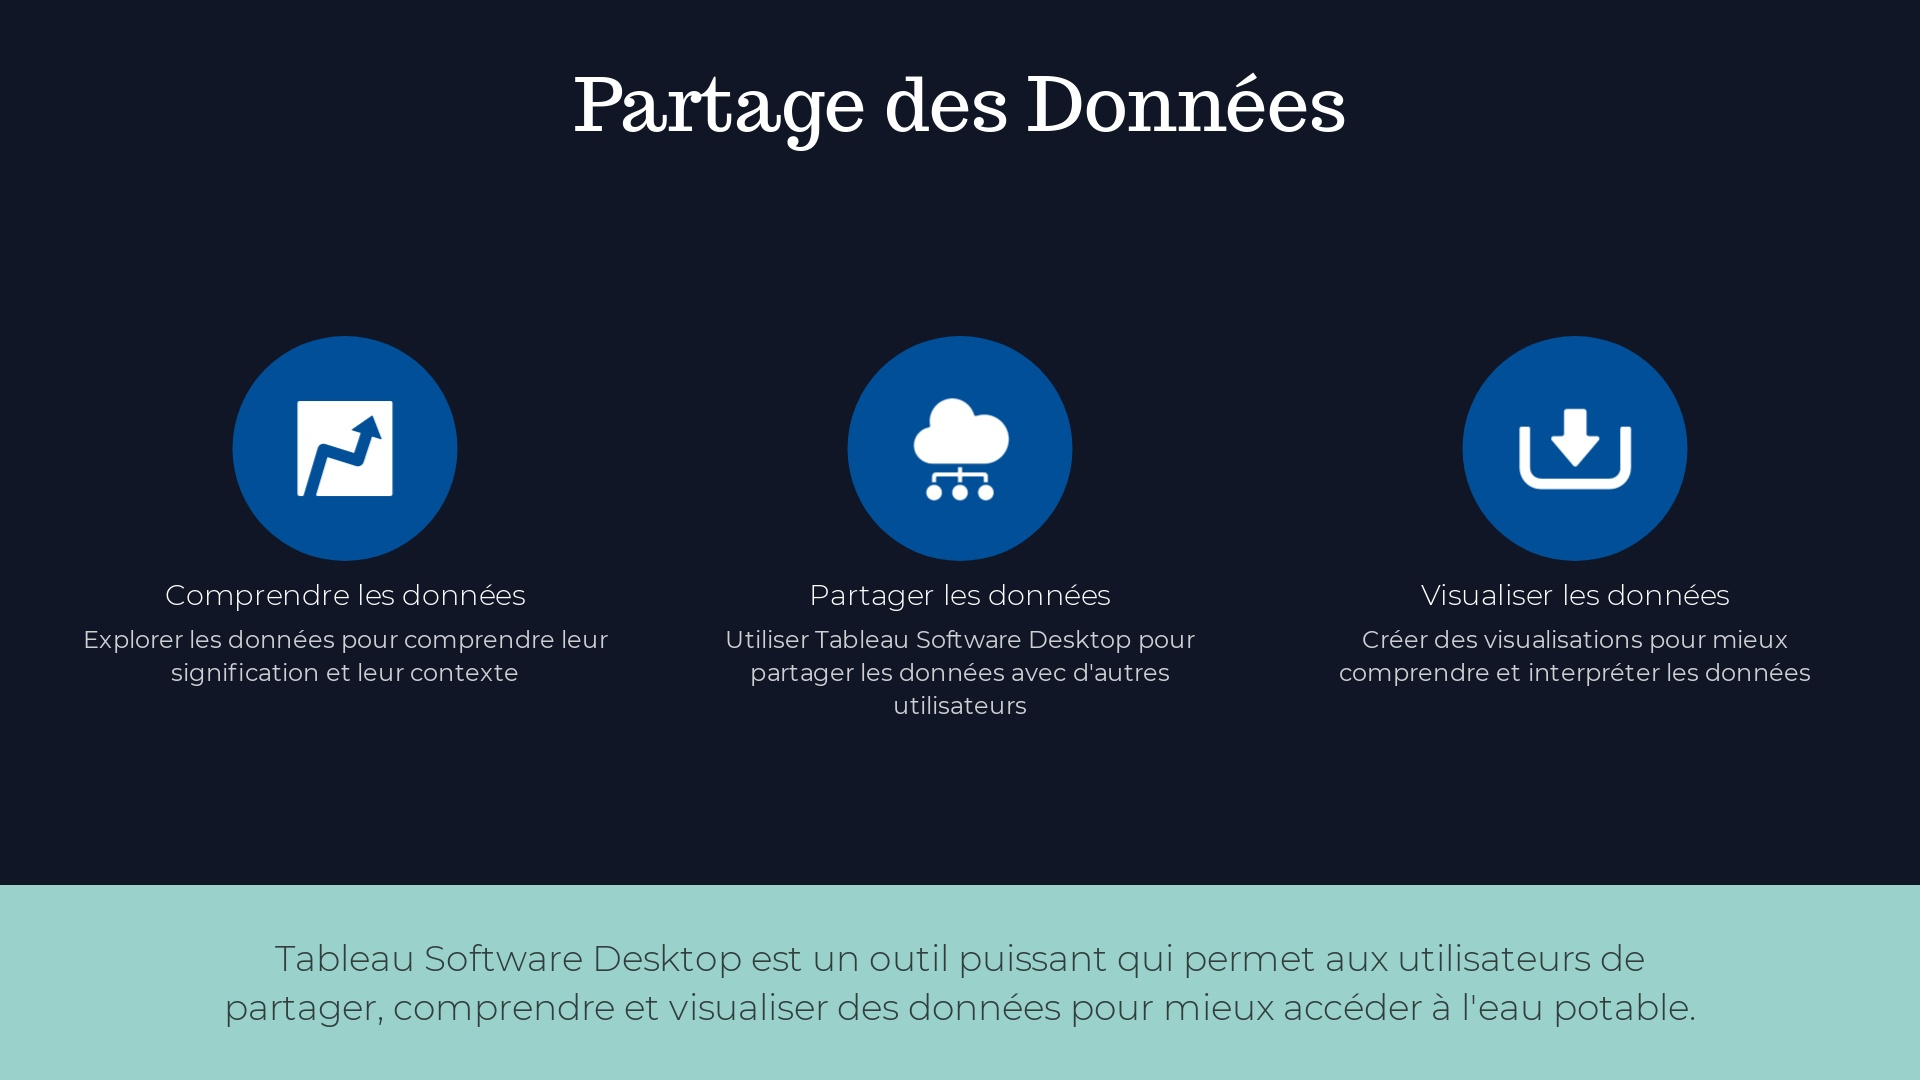 Partage des Données
Comprendre les données
Explorer les données pour comprendre leur
signification et leur contexte
Partager les données
Utiliser Tableau Software Desktop pour
partager les données avec d'autres
utilisateurs
Visualiser les données
Créer des visualisations pour mieux
comprendre et interpréter les données
Tableau Software Desktop est un outil puissant qui permet aux utilisateurs de
partager, comprendre et visualiser des données pour mieux accéder à l'eau potable.